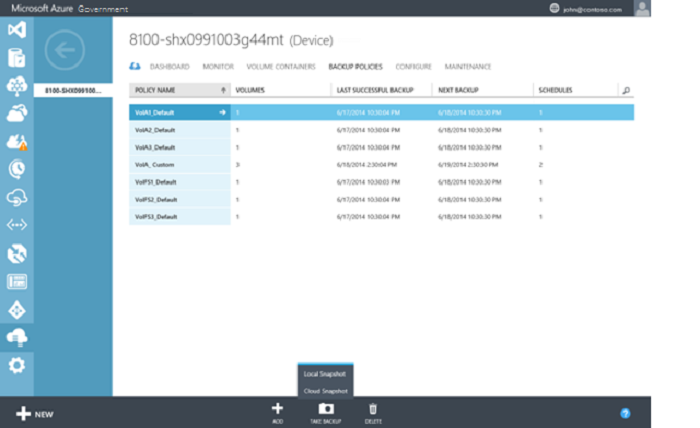 Microsoft Azure Government
john@contoso.com
8100-shx0991003g44mt (Device)
DASHBOARD MONITOR VOLUME CONTAINERS BACKUP POLICIES CONFIGURE MAINTENANCE
8100-SHX099100...
POLICY NAME VOLUMES LAST SUCCESSFUL BACKUP NEXT BACKUP SCHEDULES
VolA1_Default 1 6/17/2014 10:30:04 PM 6/18/2014 10:30:30 PM 1
VolA2_Default 1 6/17/2014 10:30:04 PM 6/18/2014 10:30:30 PM 1
VolA3_Default 1 6/17/2014 10:30:04 PM 6/18/2014 10:30:30 PM 1
VolA_Custom 3 6/18/2014 2:30:04 PM 6/19/2014 2:30:30 PM 2
VolFS1_Default 1 6/17/2014 10:30:03 PM 6/18/2014 10:30:30 PM 1
VolFS2_Default 1 6/17/2014 10:30:04 PM 6/18/2014 10:30:30 PM 1
VolFS3_Default 1 6/17/2014 10:30:04 PM 6/18/2014 10:30:30 PM 1
Local Snapshot
Cloud Snapshot
NEW
ADD TAKE BACKUP DELETE
?